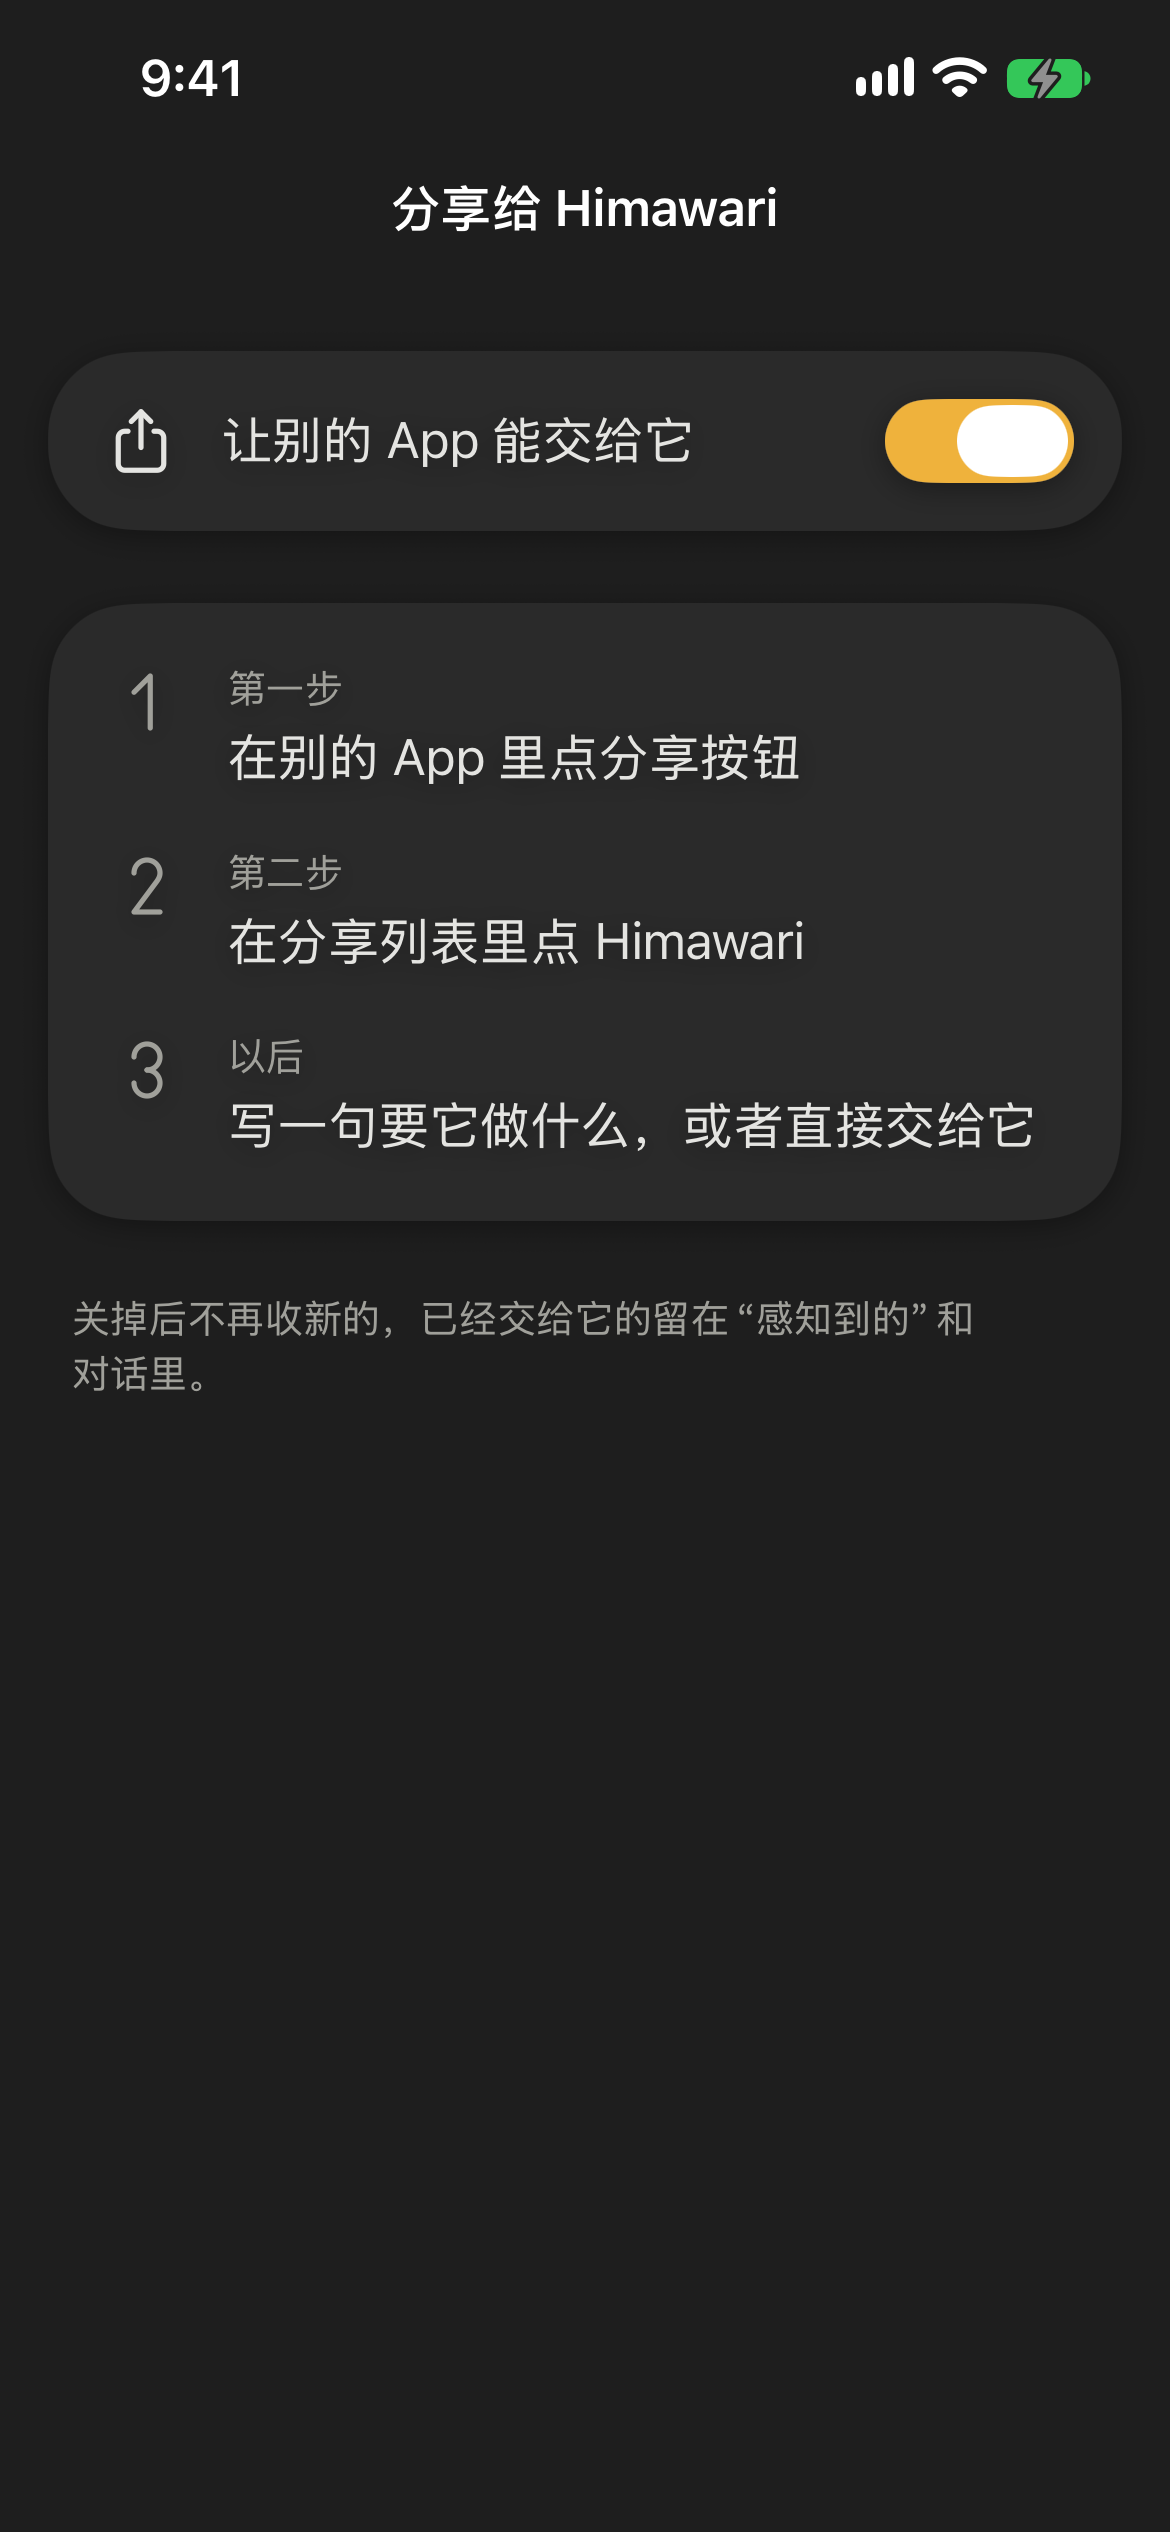 9:41
分享给 Himawari
让别的 App 能交给它
1
第一步
在别的 App 里点分享按钮
2
第二步
在分享列表里点 Himawari
3
以后
写一句要它做什么，或者直接交给它
关掉后不再收新的，已经交给它的留在 “感知到的” 和
对话里。